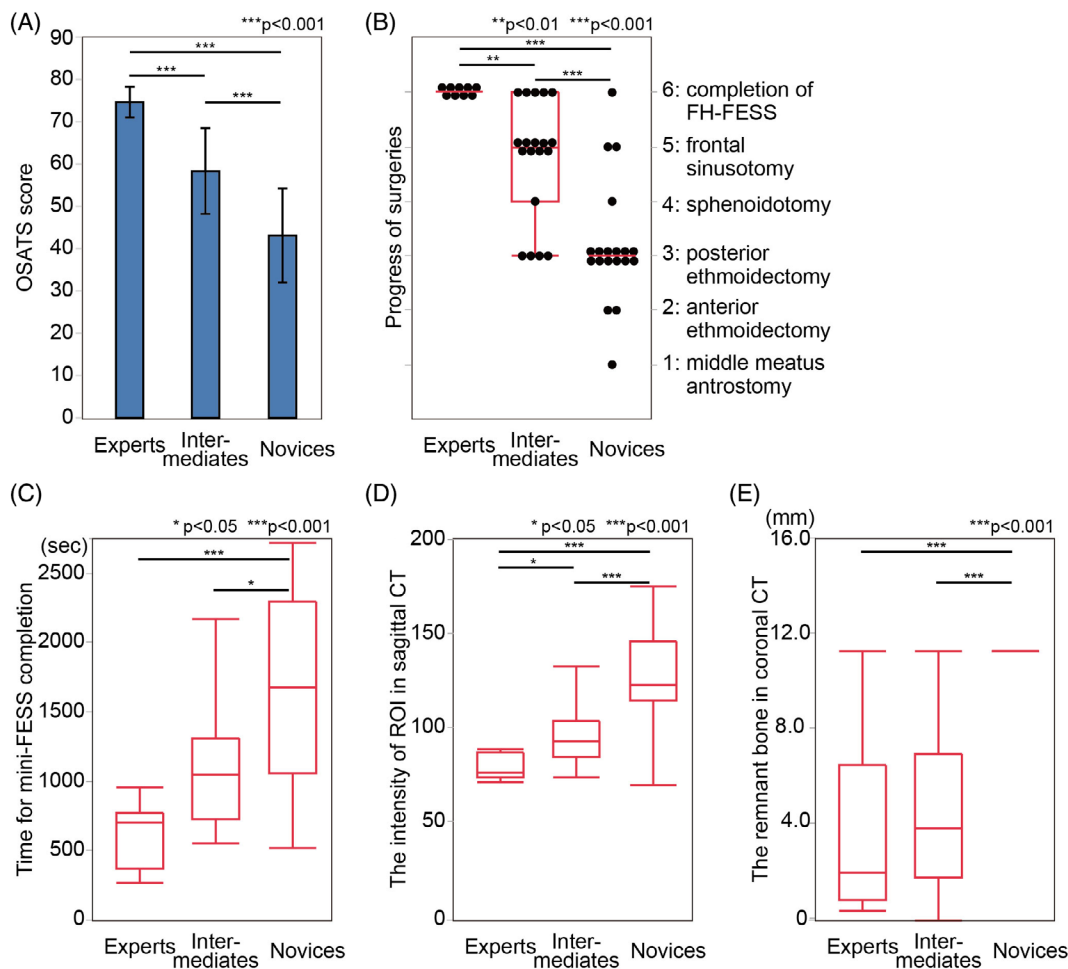 (A)
***p<0.001
OSATS score
90
80
70
60
50
40
30
20
10
0
***
***
***
Experts
Inter-
mediates
Novices
(B)
**p<0.01
***p<0.001
Progress of surgeries
***
**
***
6: completion of
FH-FESS
5: frontal
sinusotomy
4: sphenoidotomy
3: posterior
ethmoidectomy
2: anterior
ethmoidectomy
1: middle meatus
antrostomy
Experts
Inter-
mediates
Novices
(C)
* p<0.05
***p<0.001
(sec)
Time for mini-FESS completion
2500
2000
1500
1000
500
0
***
*
Experts
Inter-
mediates
Novices
(D)
* p<0.05
***p<0.001
The intensity of ROI in sagittal CT
200
150
100
50
0
***
*
***
Experts
Inter-
mediates
Novices
(E)
(mm)
***p<0.001
The remnant bone in coronal CT
16.0
12.0
8.0
4.0
0
***
***
Experts
Inter-
mediates
Novices